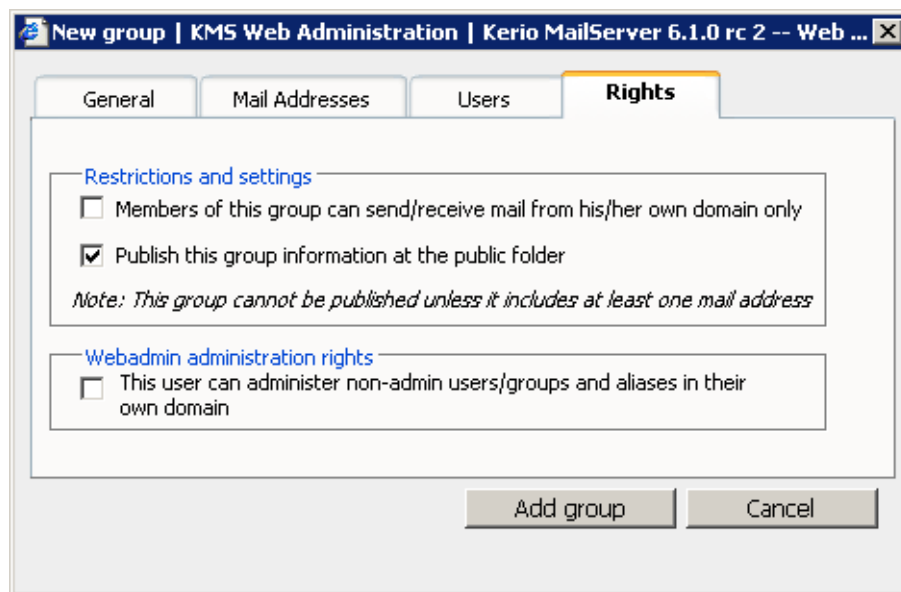 New group | KMS Web Administration | Kerio MailServer 6.1.0 rc 2 -- Web ...
General Mail Addresses Users Rights
Restrictions and settings
Members of this group can send/receive mail from his/her own domain only
Publish this group information at the public folder
Note: This group cannot be published unless it includes at least one mail address
Webadmin administration rights
This user can administer non-admin users/groups and aliases in their
own domain
Add group Cancel